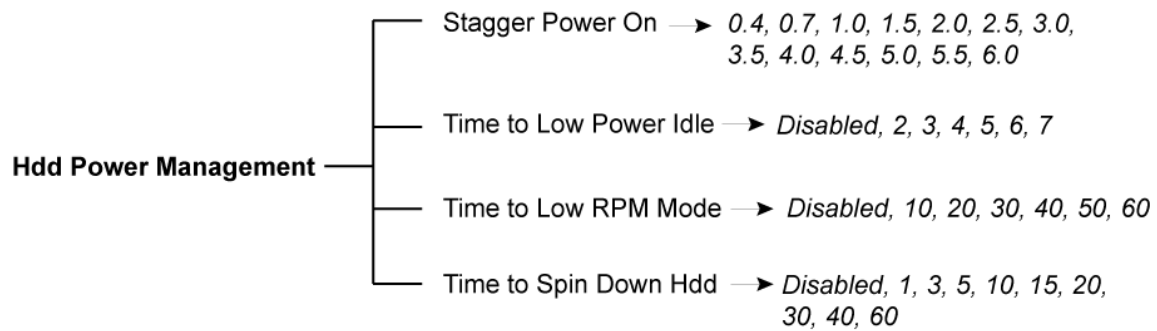 Stagger Power On 0.4, 0.7, 1.0, 1.5, 2.0, 2.5, 3.0,
3.5, 4.0, 4.5, 5.0, 5.5, 6.0
Time to Low Power Idle Disabled, 2, 3, 4, 5, 6, 7
Hdd Power Management
Time to Low RPM Mode Disabled, 10, 20, 30, 40, 50, 60
Time to Spin Down Hdd Disabled, 1, 3, 5, 10, 15, 20,
30, 40, 60